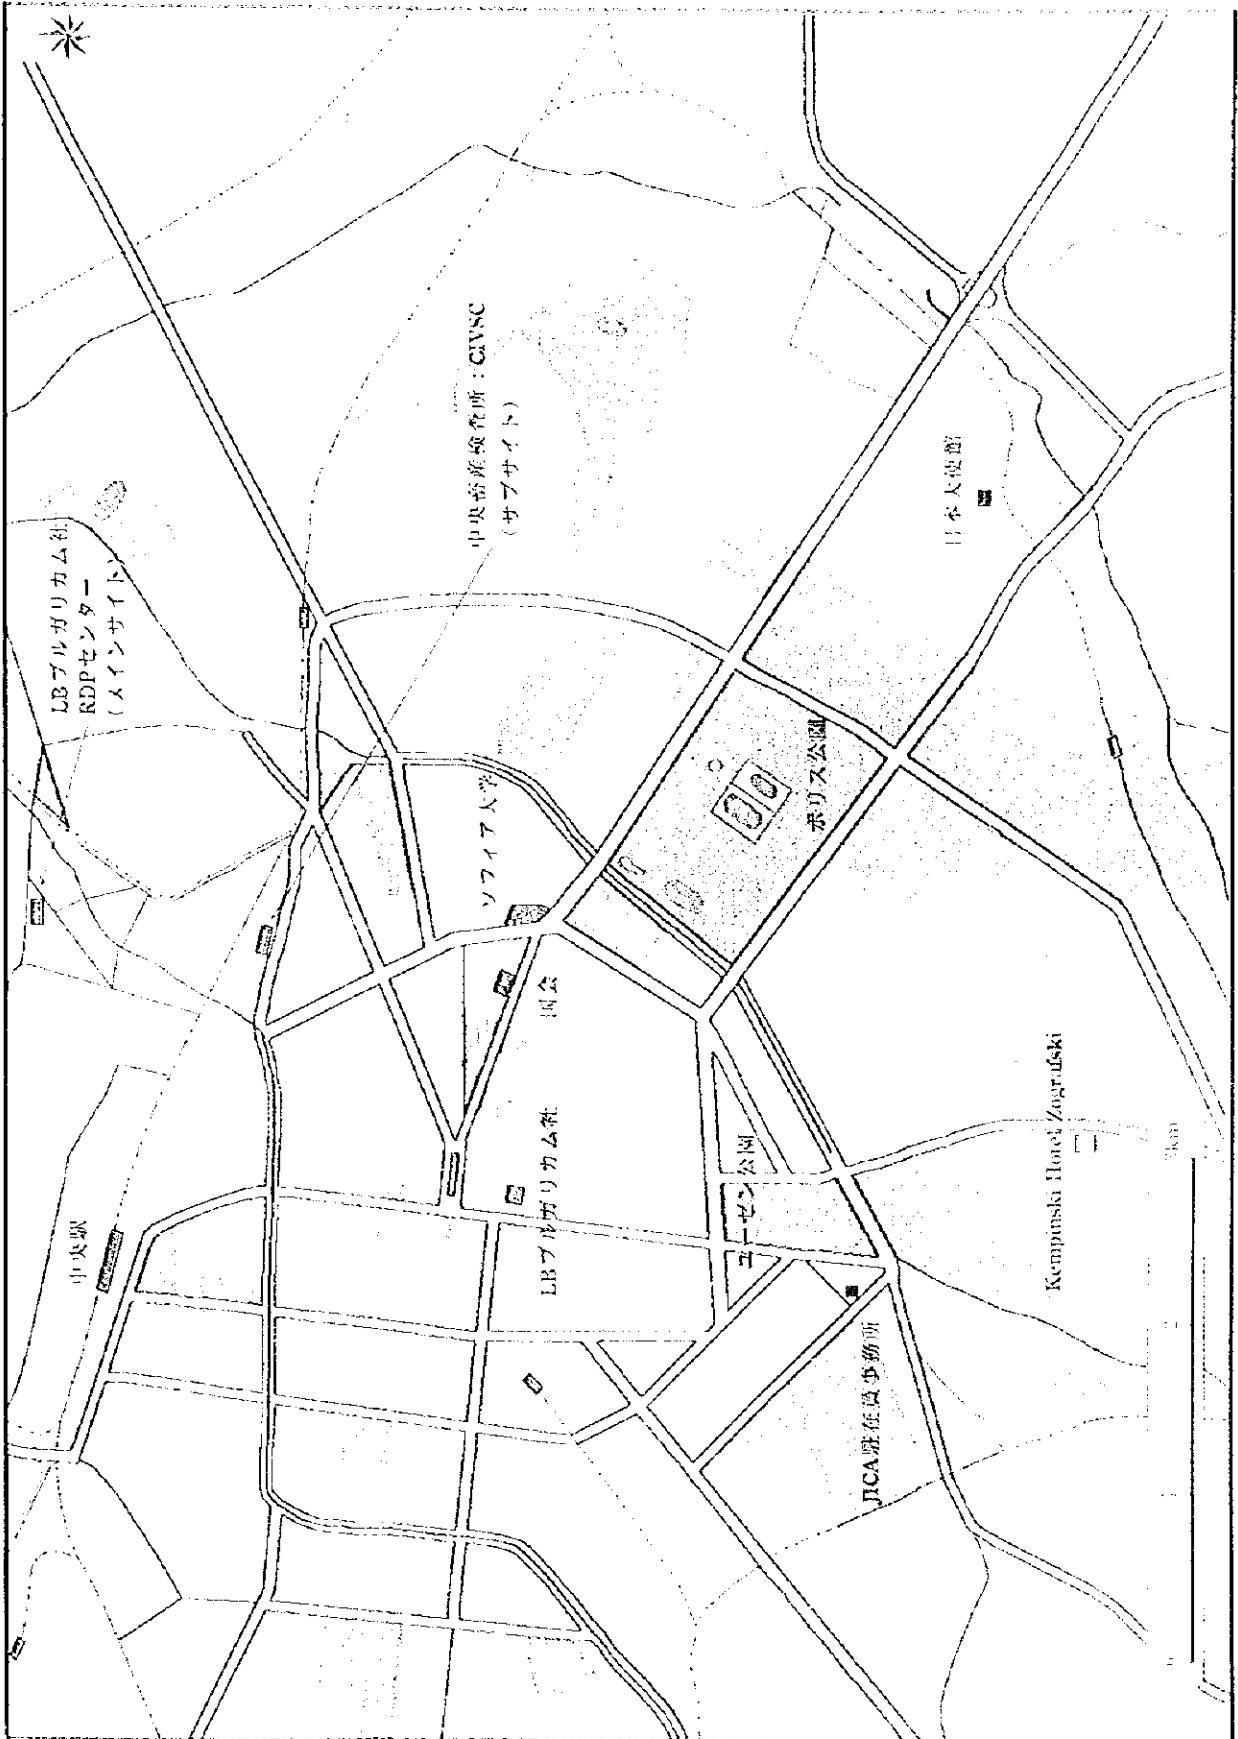 LBブルガリカム社
RDPセンター
(メインサイト)
中央畜産検査所：CIVSC
(サブサイト)
日本大使館
ソフィア大学
ボリス公園
国会
中央駅
LBブルガリカム社
ユーゼン公園
Kempinski Hotel Zografski
JICA駐在員事務所